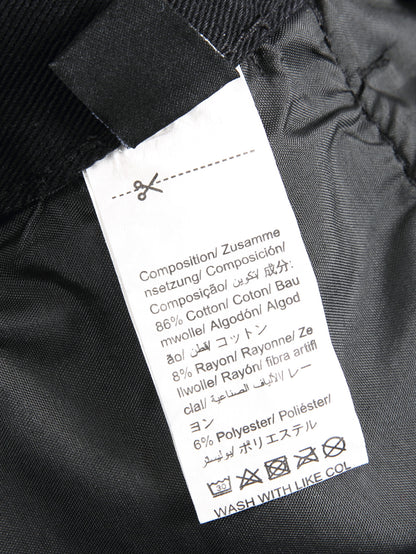 Composition/ Zusamme
nsetzung/ Composición/
Composição/ تكوين/ 成分:
86% Cotton/ Coton/ Bau
mwolle/ Algodón/ Algod
ão/ القطن/ コットン
8% Rayon/ Rayonne/ Ze
llwolle/ Rayón/ fibra artifi
cial/ الألياف الصناعية/ レー
ヨン
6% Polyester/ Poliéster/
بوليستر/ ポリエステル
30
WASH WITH LIKE COL